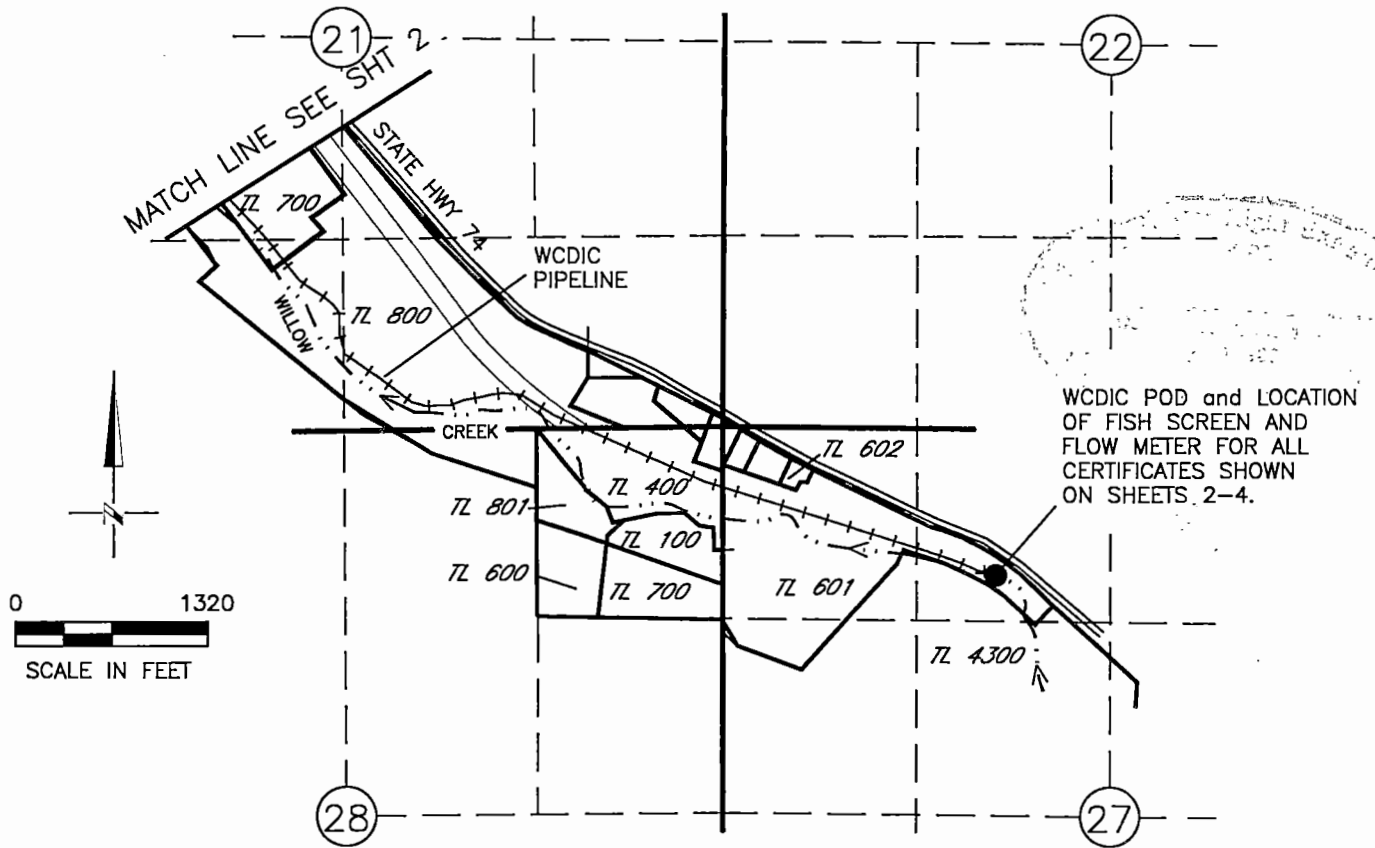 21
22
MATCH LINE SEE SHT 2
STATE HWY 74
TL 700
WCDIC
PIPELINE
WILLOW
TL 800
WCDIC POD and LOCATION
OF FISH SCREEN AND
FLOW METER FOR ALL
CERTIFICATES SHOWN
ON SHEETS 2-4.
CREEK
TL 602
TL 400
TL 801
TL 100
TL 600
TL 700
TL 601
N
0 1320
SCALE IN FEET
TL 4300
28
27